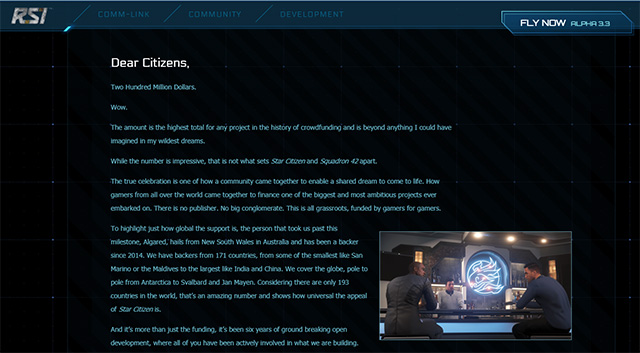 RSI COMM-LINK COMMUNITY DEVELOPMENT FLY NOW ALPHA 3.3
Dear Citizens,
Two Hundred Million Dollars.
Wow.
The amount is the highest total for any project in the history of crowdfunding and is beyond anything I could have
imagined in my wildest dreams.
While the number is impressive, that is not what sets Star Citizen and Squadron 42 apart.
The true celebration is one of how a community came together to enable a shared dream to come to life. How
gamers from all over the world came together to finance one of the biggest and most ambitious projects ever
embarked on. There is no publisher. No big conglomerate. This is all grassroots, funded by gamers for gamers.
To highlight just how global the support is, the person that took us past this
milestone, Algared, hails from New South Wales in Australia and has been a backer
since 2014. We have backers from 171 countries, from some of the smallest like San
Marino or the Maldives to the largest like India and China. We cover the globe, pole to
pole from Antarctica to Svalbard and Jan Mayen. Considering there are only 193
countries in the world, that's an amazing number and shows how universal the appeal
of Star Citizen is.
And it's more than just the funding, it's been six years of ground breaking open
development, where all of you have been actively involved in what we are building.